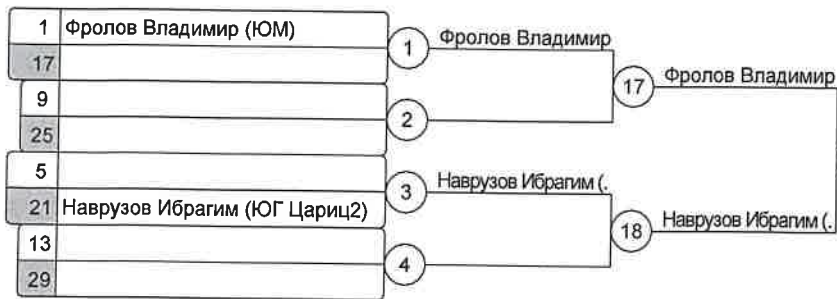 1 Фролов Владимир (ЮМ)
17
1 Фролов Владимир
9
25
2
17 Фролов Владимир
5
21 Наврузов Ибрагим (ЮГ Цариц2)
3 Наврузов Ибрагим (.
13
29
4
18 Наврузов Ибрагим (.